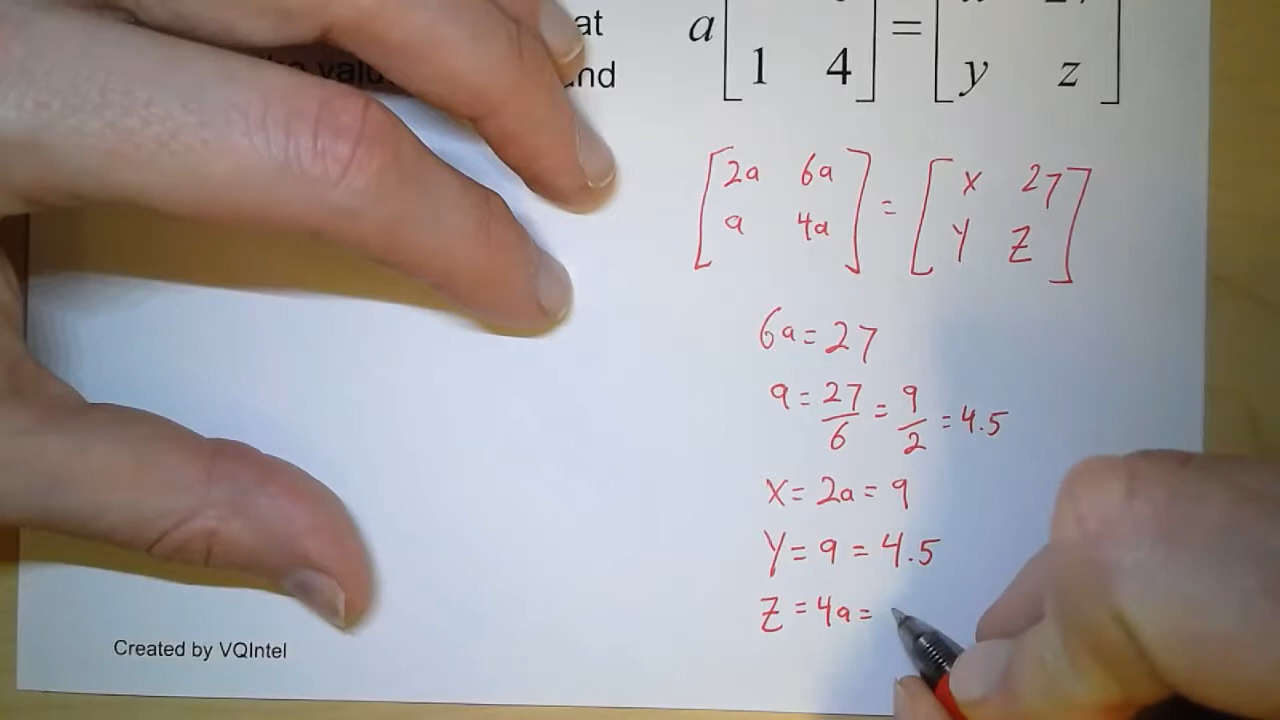 at
and
a [ 1 4 ] = [ y z ]
[ 2a 6a ] = [ x 27 ]
[ a 4a ] [ y z ]
6a = 27
a = 27/6 = 9/2 = 4.5
x = 2a = 9
y = a = 4.5
z = 4a =
Created by VQIntel